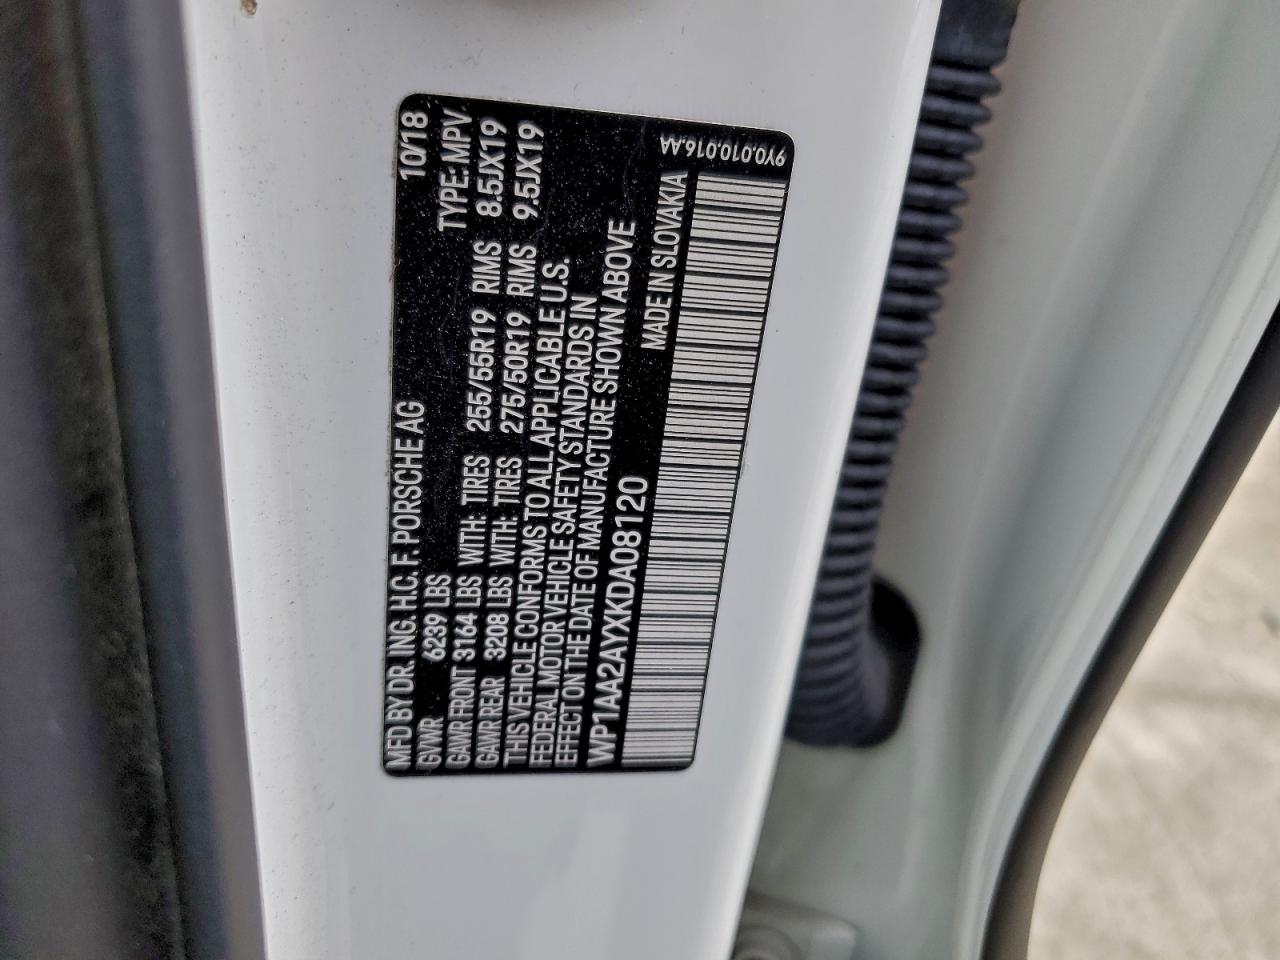 MFD BY DR. ING. H.C. F. PORSCHE AG 10/18
GVWR 6239 LBS TYPE: MPV
GAWR FRONT 3164 LBS WITH: TIRES 255/55R19 RIMS 8.5JX19
GAWR REAR 3208 LBS WITH: TIRES 275/50R19 RIMS 9.5JX19
THIS VEHICLE CONFORMS TO ALL APPLICABLE U.S.
FEDERAL MOTOR VEHICLE SAFETY STANDARDS IN
EFFECT ON THE DATE OF MANUFACTURE SHOWN ABOVE
WP1AA2AYXKDA08120 MADE IN SLOVAKIA
9Y0.010.016.AA